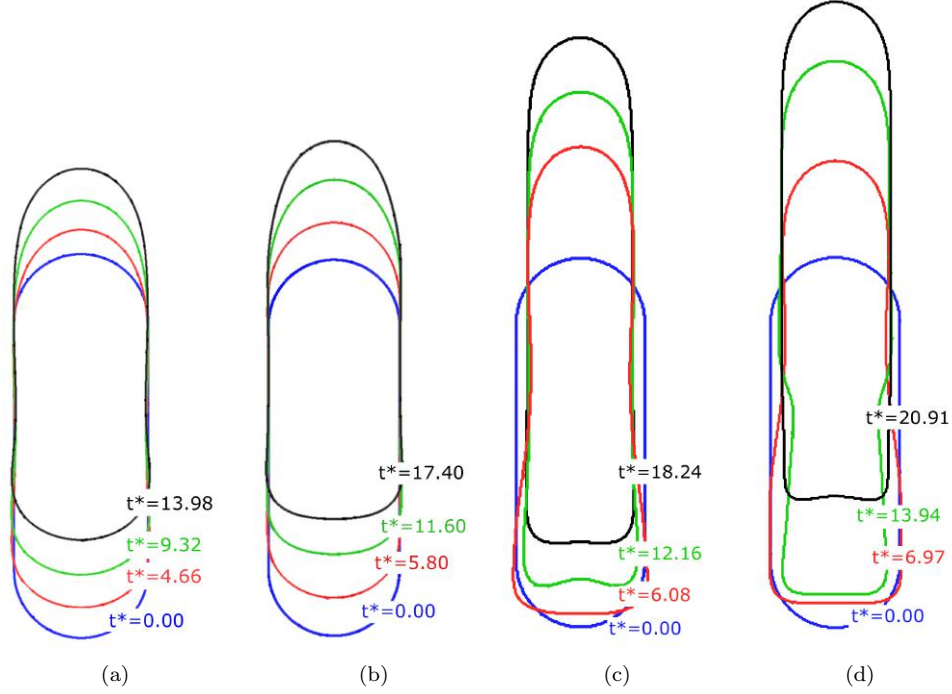 t*=13.98
t*=9.32
t*=4.66
t*=0.00
t*=17.40
t*=11.60
t*=5.80
t*=0.00
t*=18.24
t*=12.16
t*=6.08
t*=0.00
t*=20.91
t*=13.94
t*=6.97
t*=0.00
(a)
(b)
(c)
(d)